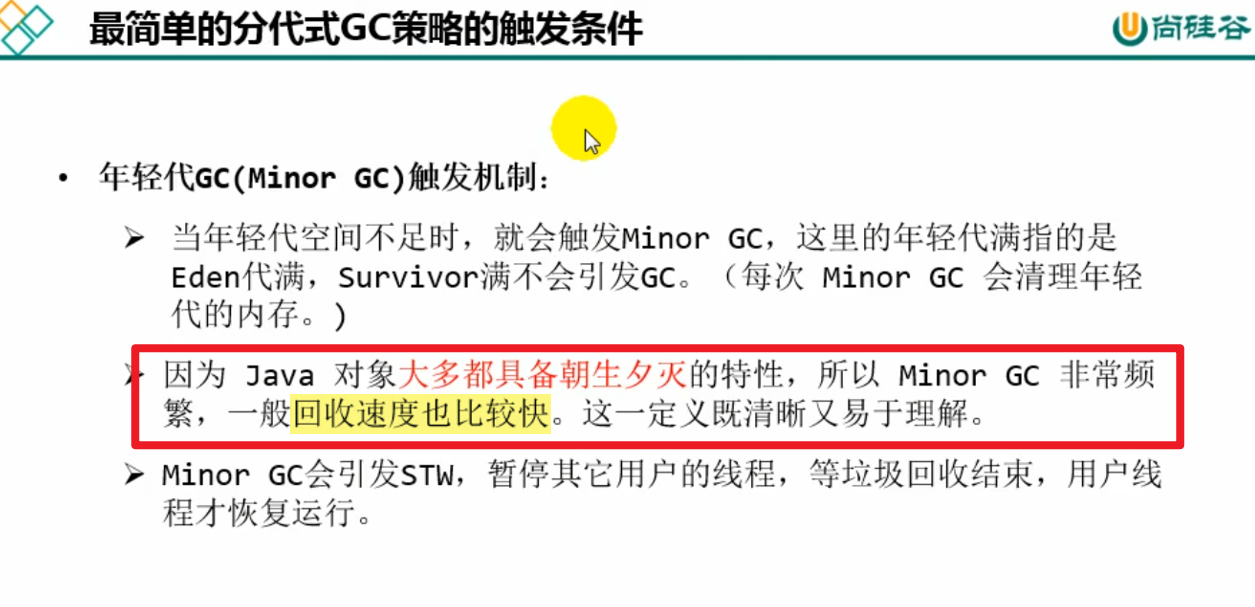 最简单的分代式GC策略的触发条件
尚硅谷
• 年轻代GC(Minor GC)触发机制：
➢ 当年轻代空间不足时，就会触发Minor GC，这里的年轻代满指的是
Eden代满，Survivor满不会引发GC。（每次 Minor GC 会清理年轻
代的内存。)
➢ 因为 Java 对象大多都具备朝生夕灭的特性，所以 Minor GC 非常频
繁，一般回收速度也比较快。这一定义既清晰又易于理解。
➢ Minor GC会引发STW，暂停其它用户的线程，等垃圾回收结束，用户线
程才恢复运行。